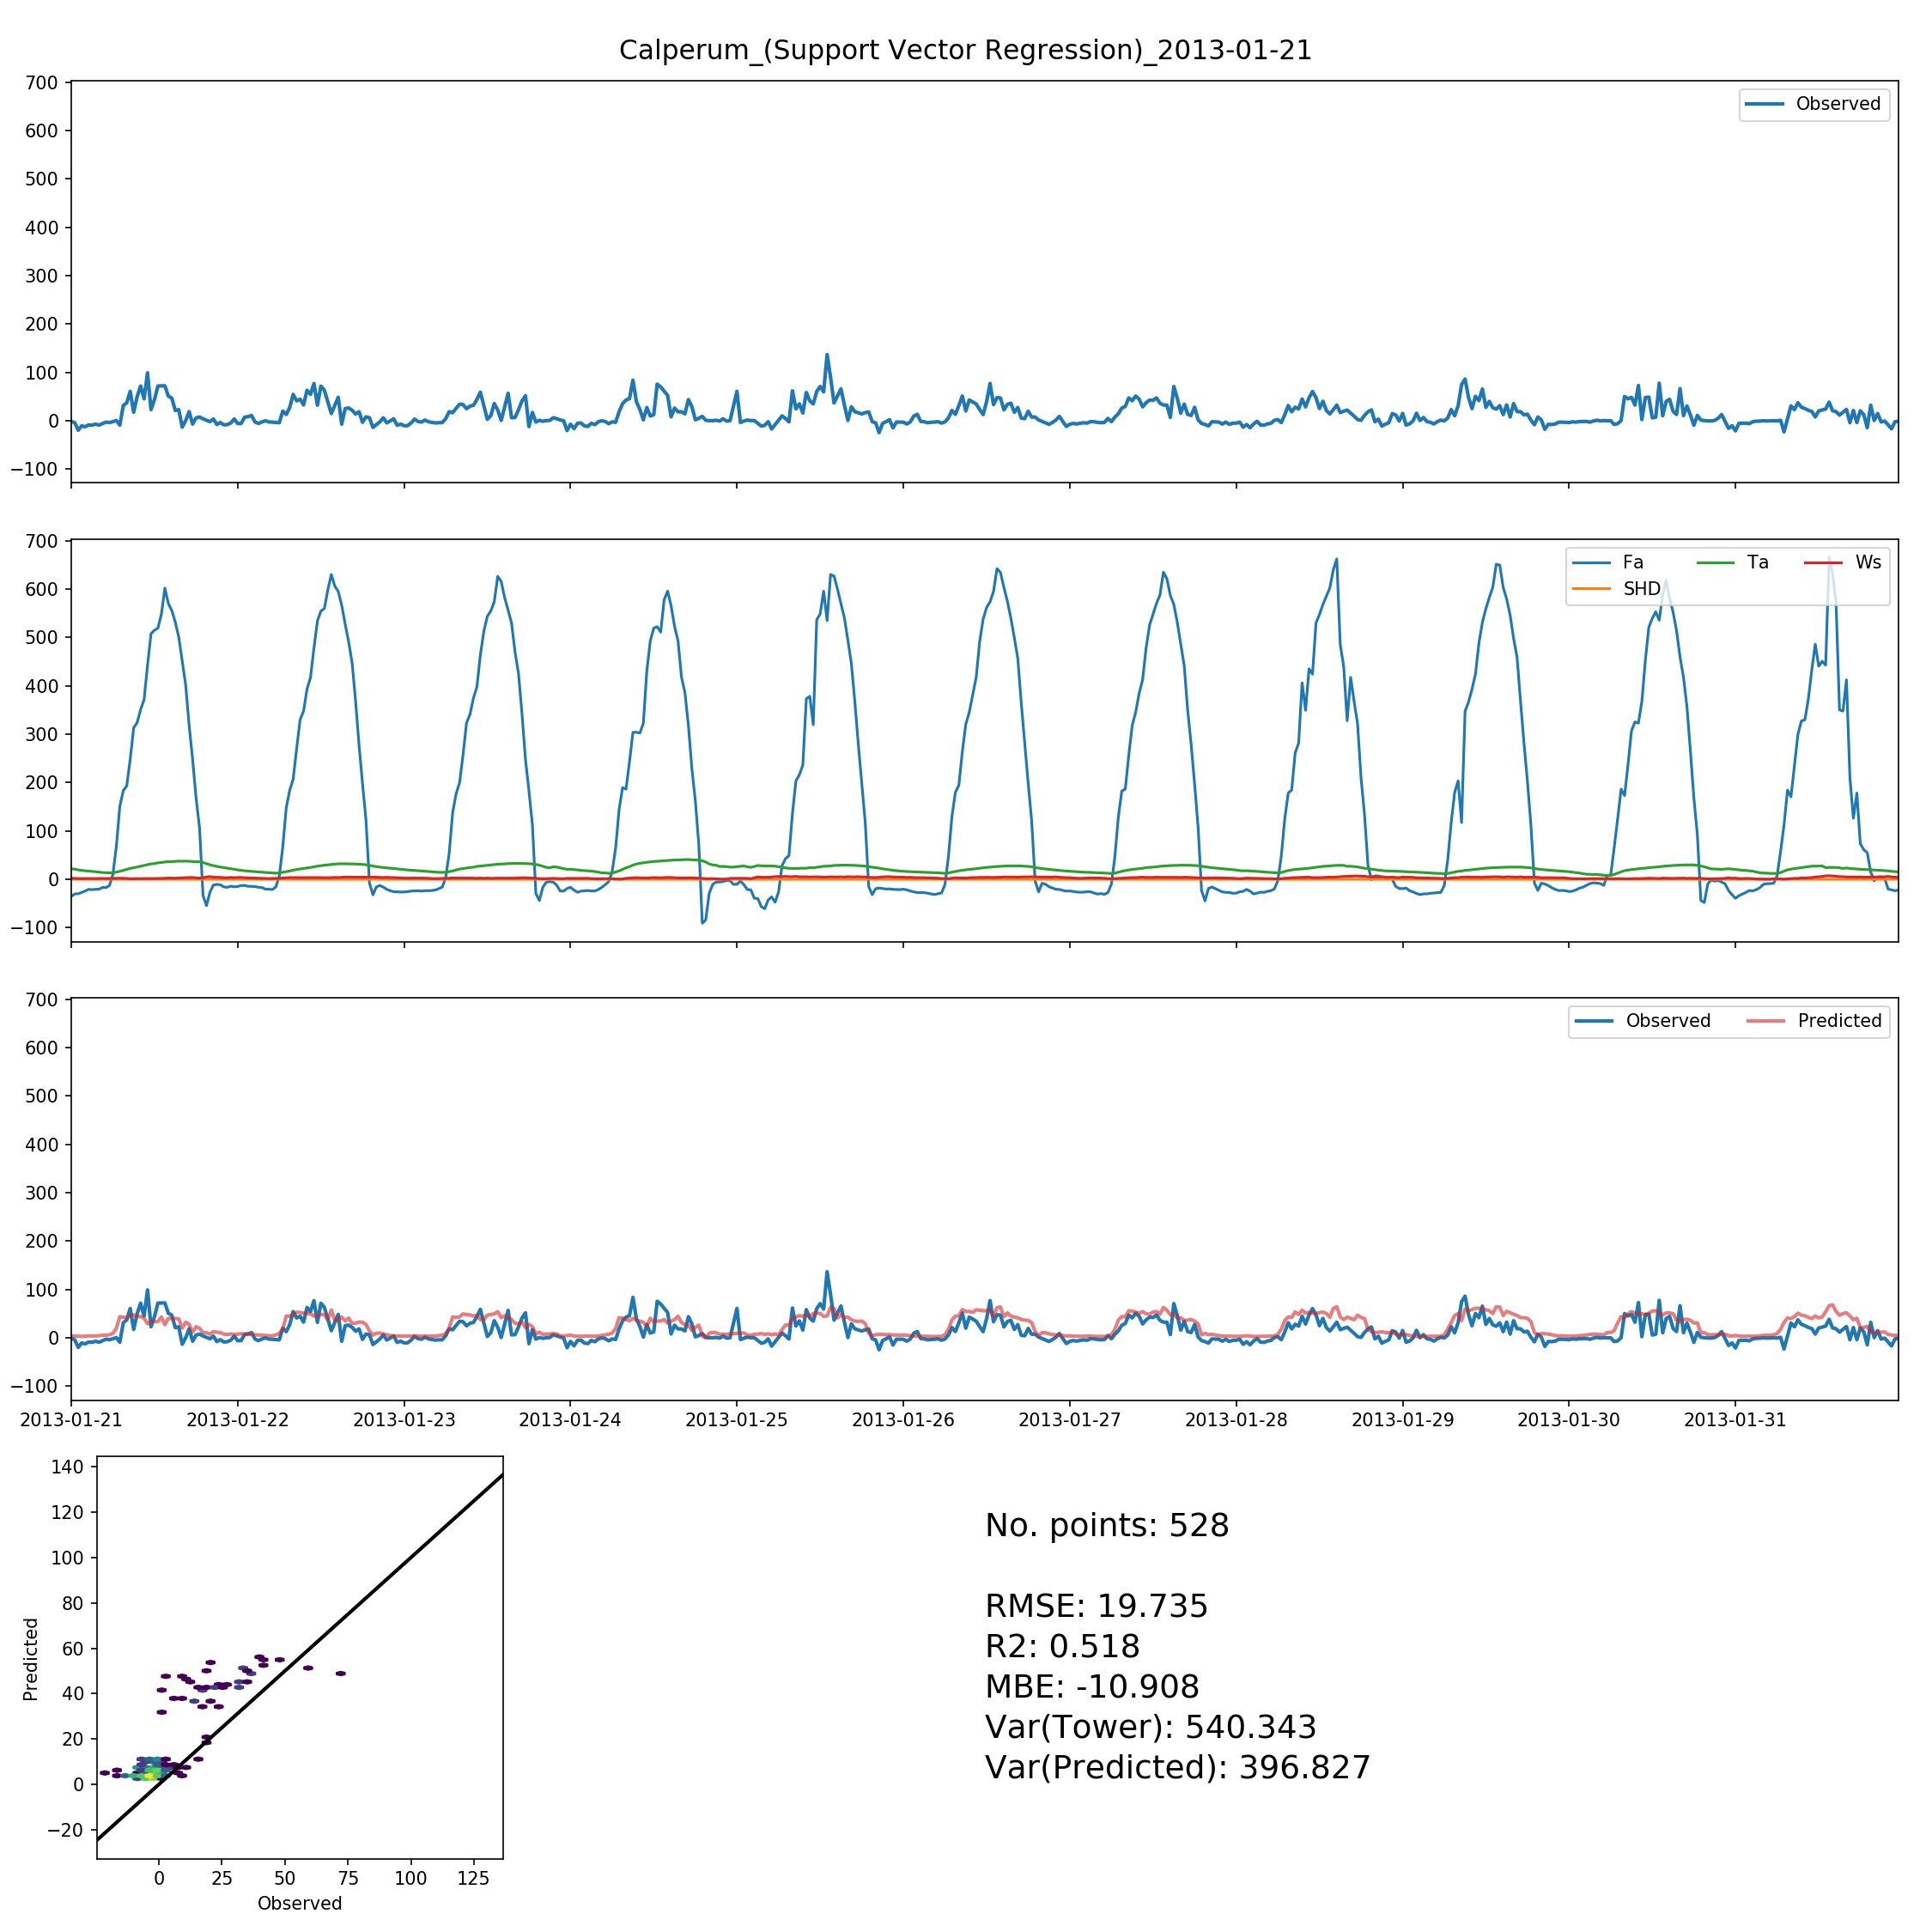 Calperum_(Support Vector Regression)_2013-01-21
700
600
500
400
300
200
100
0
−100
Observed
700
600
500
400
300
200
100
0
−100
Fa Ta Ws
SHD
700
600
500
400
300
200
100
0
−100
Observed Predicted
2013-01-21 2013-01-22 2013-01-23 2013-01-24 2013-01-25 2013-01-26 2013-01-27 2013-01-28 2013-01-29 2013-01-30 2013-01-31
140
120
100
80
60
40
20
0
−20
Predicted
0 25 50 75 100 125
Observed
No. points: 528
RMSE: 19.735
R2: 0.518
MBE: -10.908
Var(Tower): 540.343
Var(Predicted): 396.827